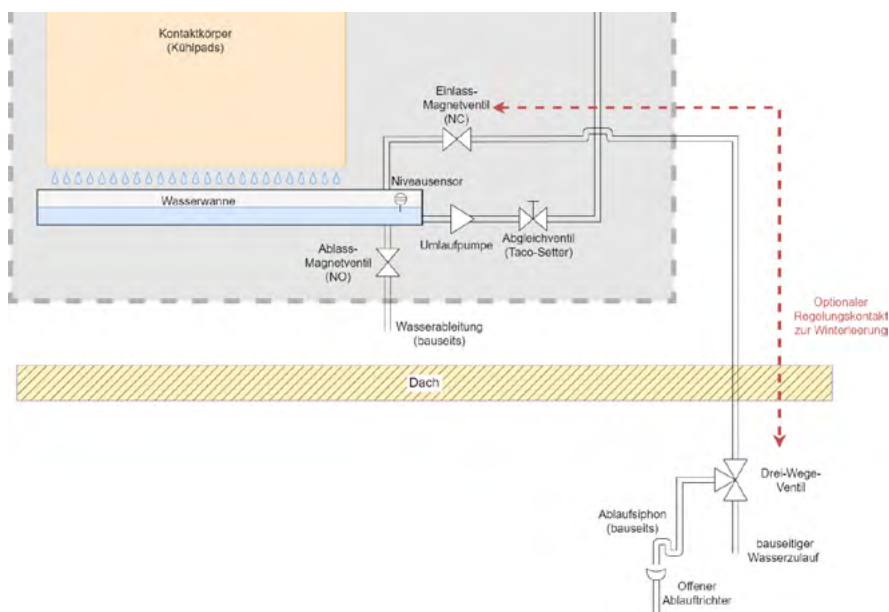 Kontaktkörper
(Kühlpads)
Einlass-
Magnetventil
(NC)
Niveausensor
Wasserwanne
Umlaufpumpe
Abgleichventil
(Taco-Setter)
Ablass-
Magnetventil
(NO)
Wasserableitung
(bauseits)
Optionaler
Regelungskontakt
zur Winterleerung
Dach
Drei-Wege-
Ventil
Ablaufsiphon
(bauseits)
bauseitiger
Wasserzulauf
Offener
Ablauftrichter